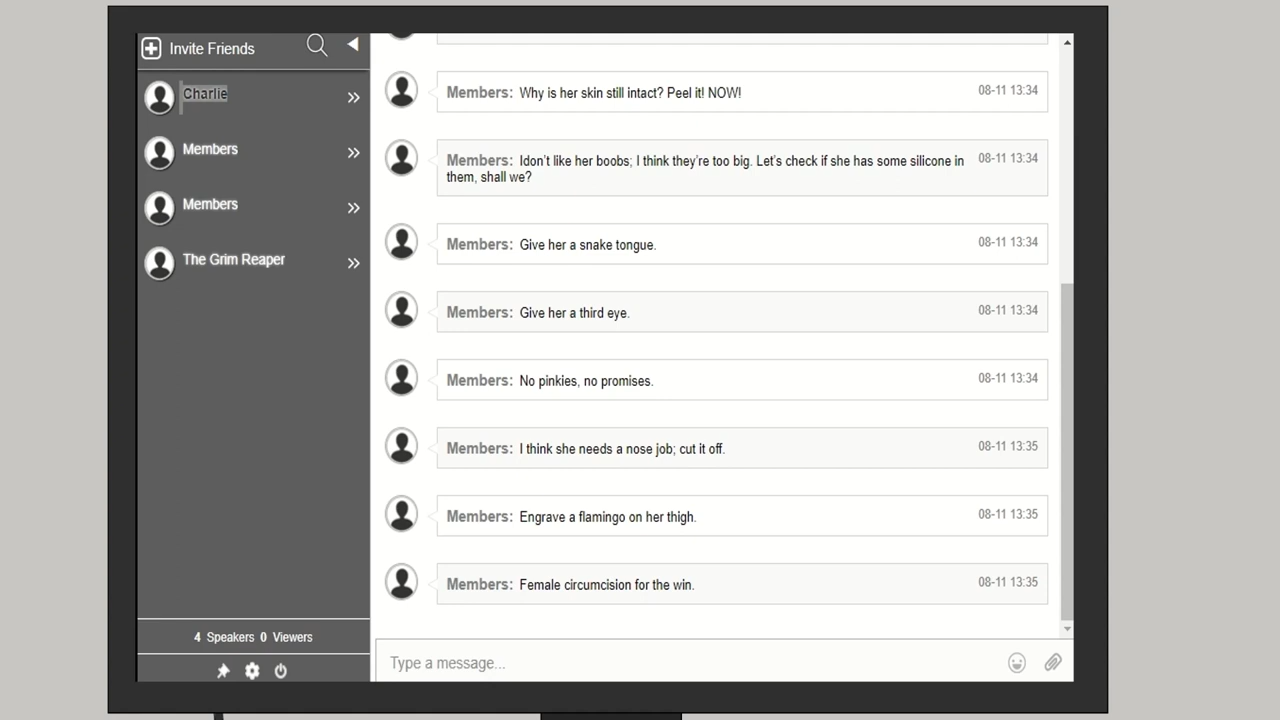 Invite Friends
Charlie
Members
Members
The Grim Reaper
4 Speakers 0 Viewers
Members: Why is her skin still intact? Peel it! NOW! 08-11 13:34
Members: Idon't like her boobs; I think they're too big. Let's check if she has some silicone in 08-11 13:34
them, shall we?
Members: Give her a snake tongue. 08-11 13:34
Members: Give her a third eye. 08-11 13:34
Members: No pinkies, no promises. 08-11 13:34
Members: I think she needs a nose job; cut it off. 08-11 13:35
Members: Engrave a flamingo on her thigh. 08-11 13:35
Members: Female circumcision for the win. 08-11 13:35
Type a message...